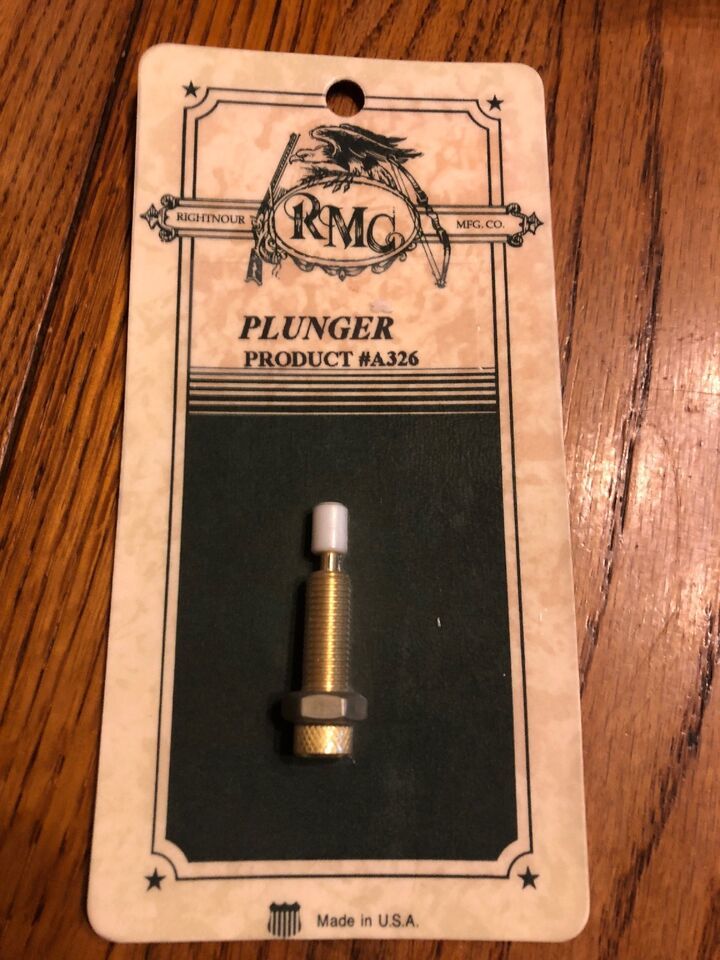 RMC
RIGHTNOUR MFG. CO.
PLUNGER
PRODUCT #A326
Made in U.S.A.